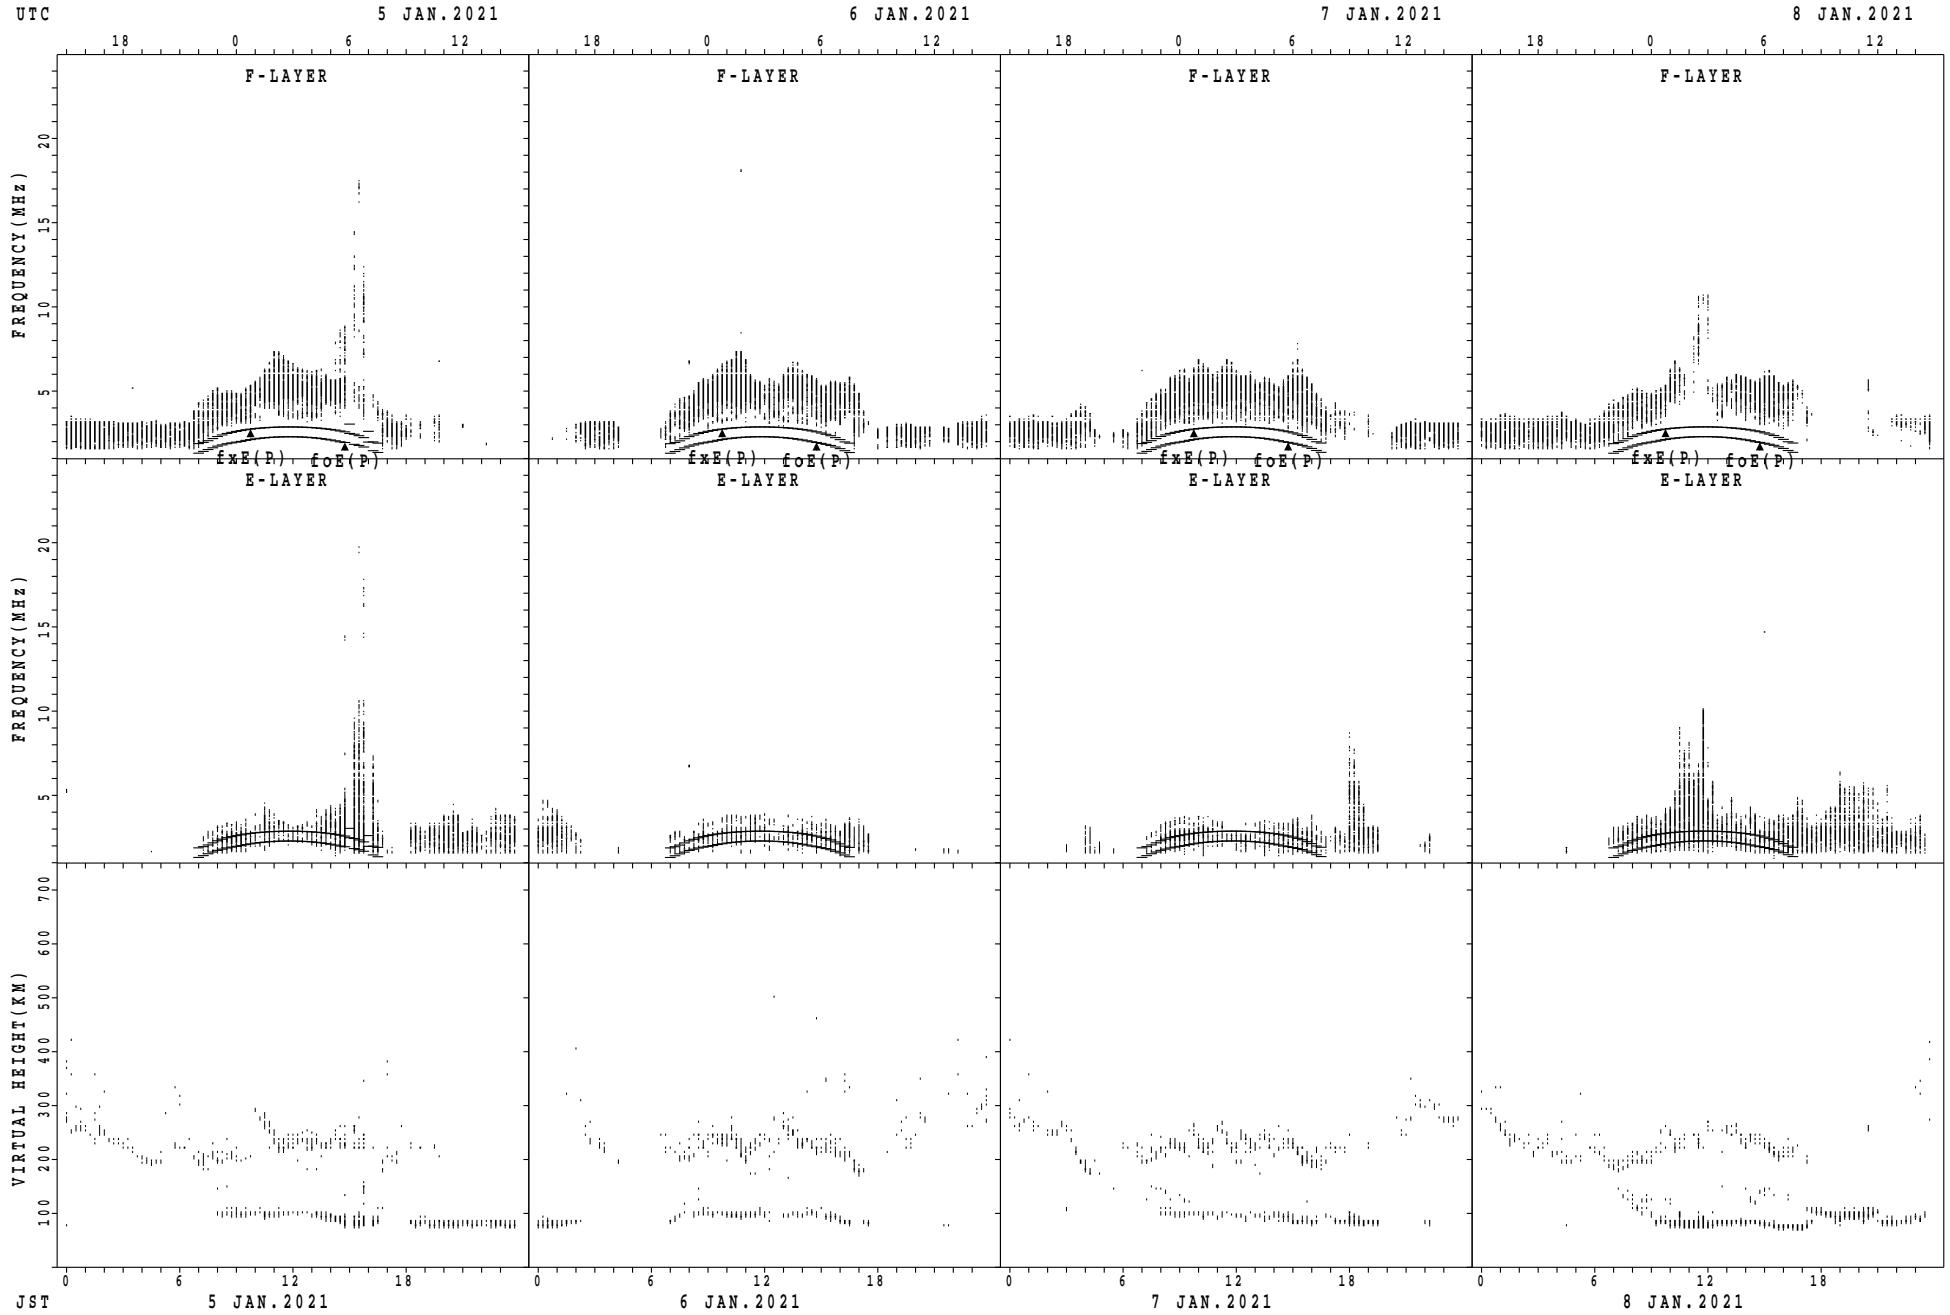 UTC 5 JAN.2021 6 JAN.2021 7 JAN.2021 8 JAN.2021
18 0 6 12 18 0 6 12 18 0 6 12 18 0 6 12
F-LAYER F-LAYER F-LAYER F-LAYER
FREQUENCY(MHz)
20
15
10
5
fxE(P) foE(P) fxE(P) foE(P) fxE(P) foE(P) fxE(P) foE(P)
E-LAYER E-LAYER E-LAYER E-LAYER
FREQUENCY(MHz)
20
15
10
5
VIRTUAL HEIGHT(KM)
700
600
500
400
300
200
100
0 6 12 18 0 6 12 18 0 6 12 18 0 6 12 18
JST 5 JAN.2021 6 JAN.2021 7 JAN.2021 8 JAN.2021